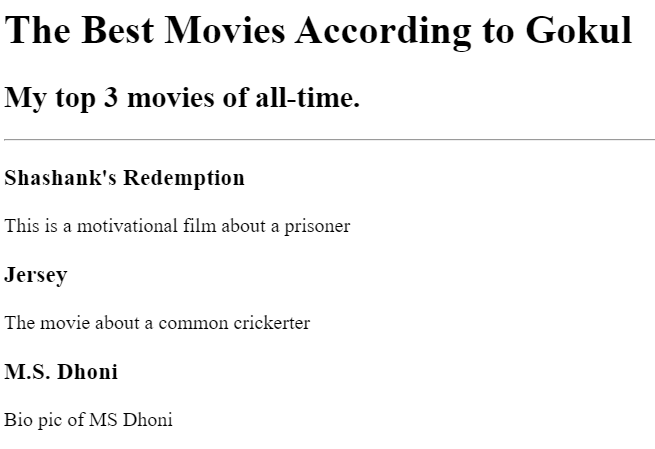 The Best Movies According to Gokul
My top 3 movies of all-time.
Shashank's Redemption
This is a motivational film about a prisoner
Jersey
The movie about a common crickerter
M.S. Dhoni
Bio pic of MS Dhoni